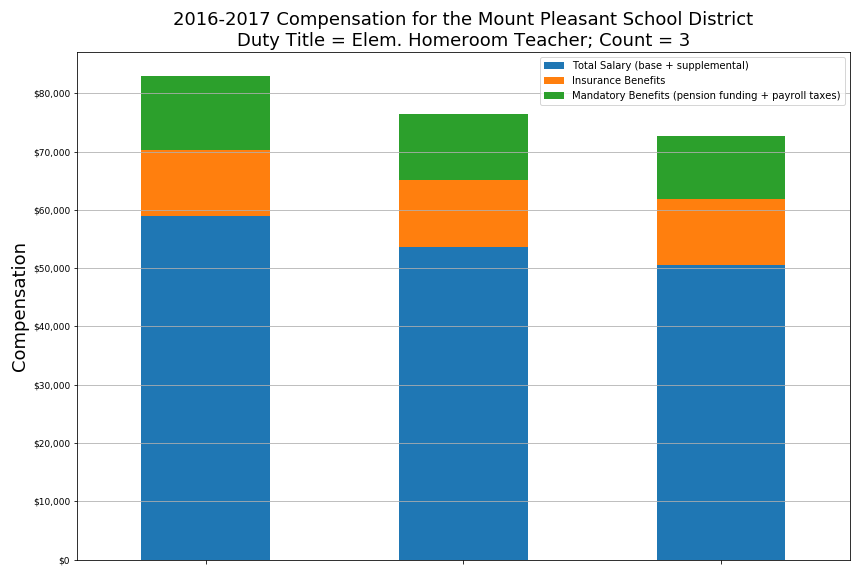 2016-2017 Compensation for the Mount Pleasant School District
Duty Title = Elem. Homeroom Teacher; Count = 3
Total Salary (base + supplemental)
Insurance Benefits
Mandatory Benefits (pension funding + payroll taxes)
Compensation
$80,000
$70,000
$60,000
$50,000
$40,000
$30,000
$20,000
$10,000
$0